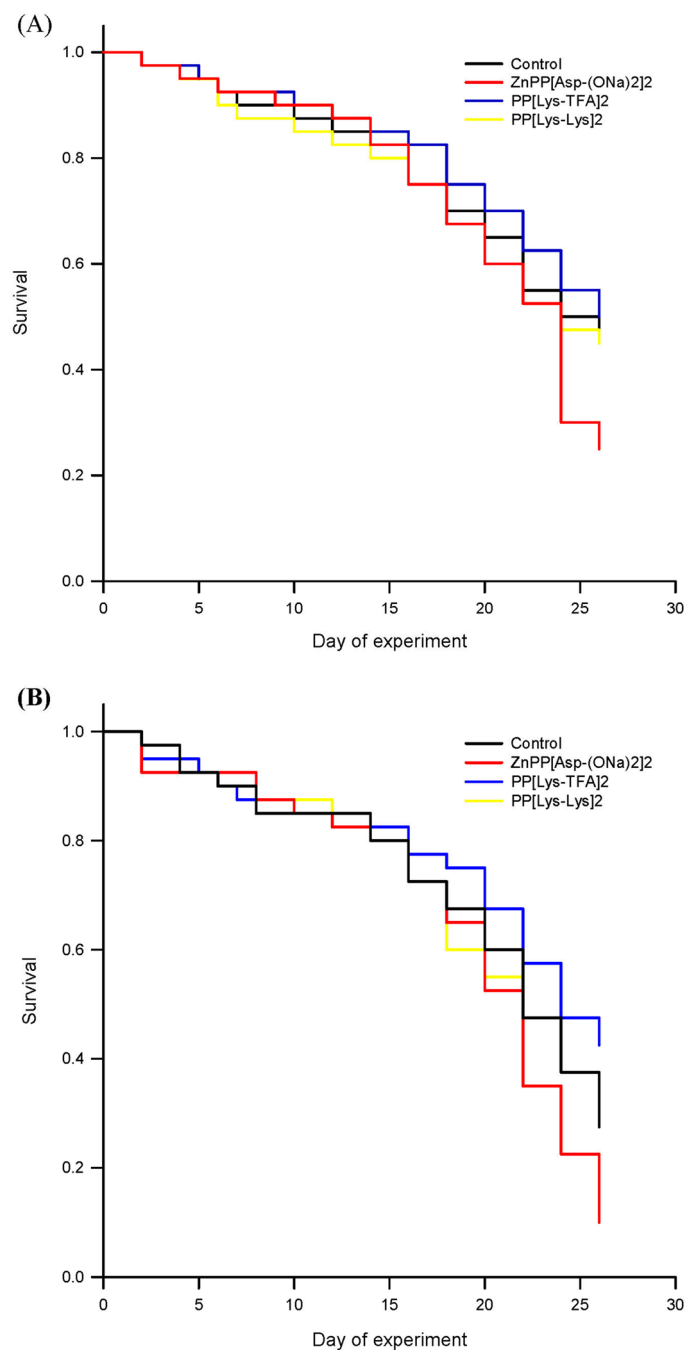 (A)
1.0
0.8
0.6
0.4
0.2
0.0
Survival
Control
ZnPP[Asp-(ONa)2]2
PP[Lys-TFA]2
PP[Lys-Lys]2
0 5 10 15 20 25 30
Day of experiment
(B)
1.0
0.8
0.6
0.4
0.2
0.0
Survival
Control
ZnPP[Asp-(ONa)2]2
PP[Lys-TFA]2
PP[Lys-Lys]2
0 5 10 15 20 25 30
Day of experiment